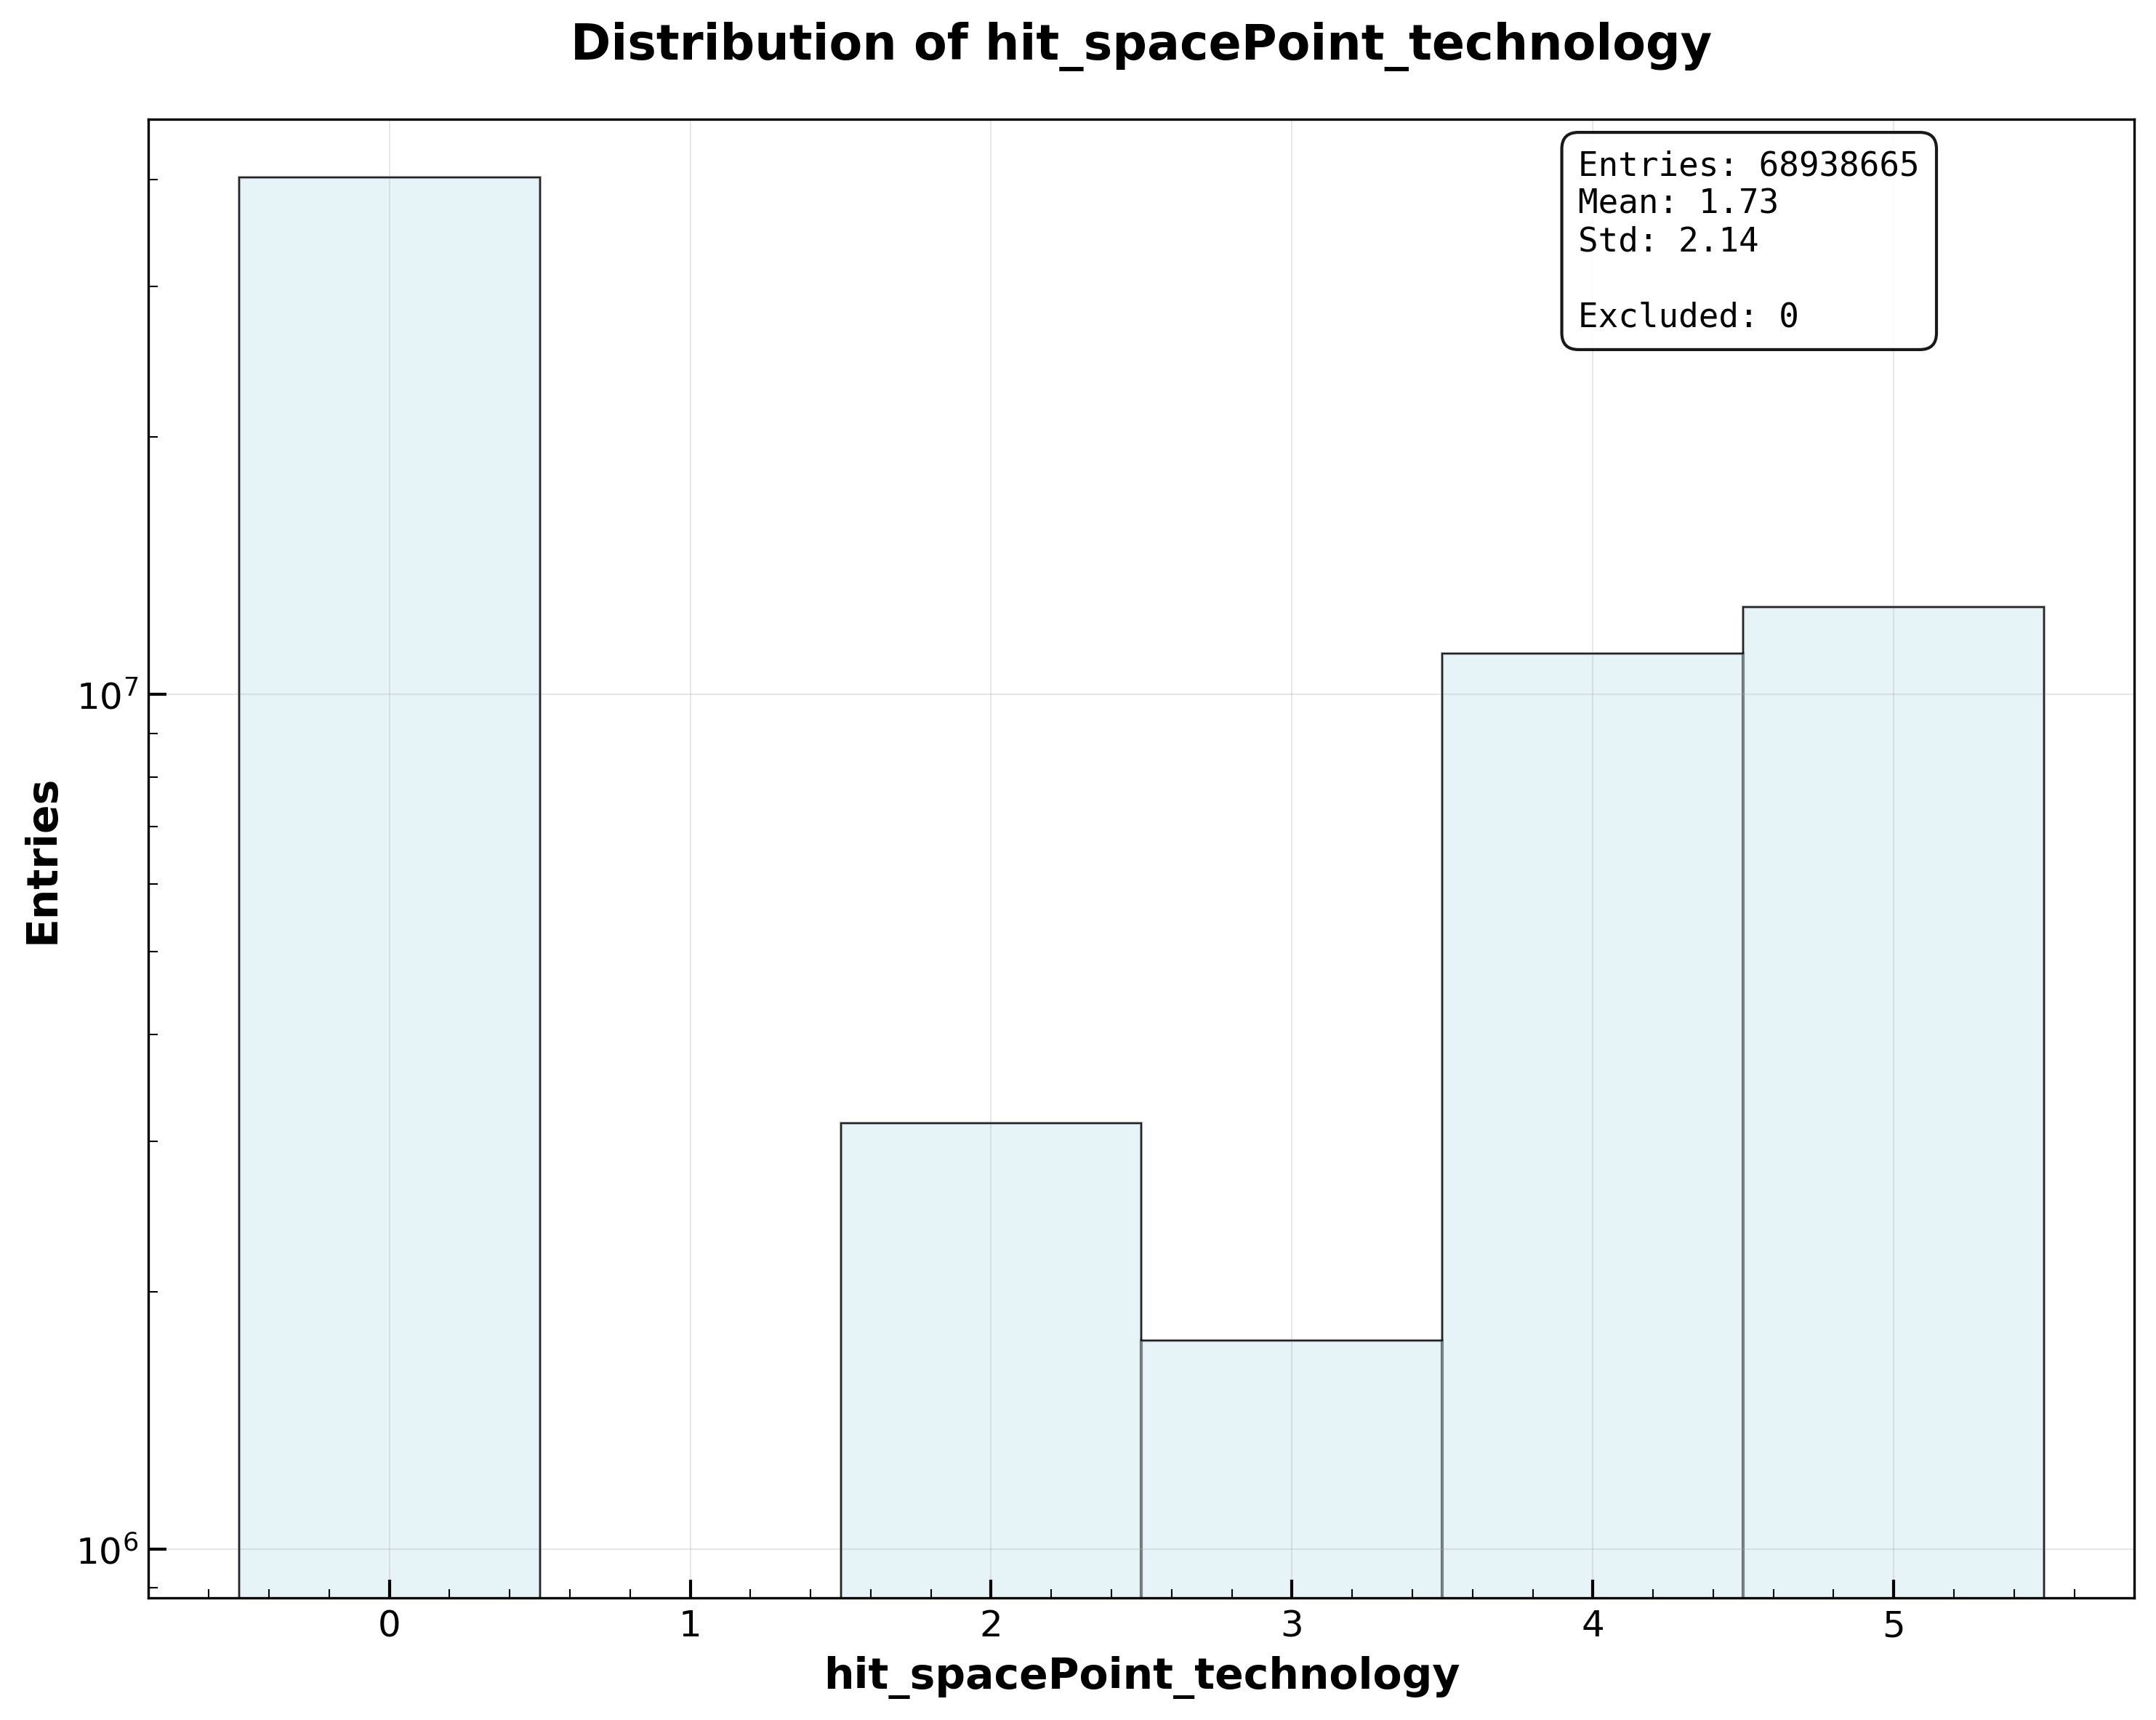 Distribution of hit_spacePoint_technology
Entries: 68938665
Mean: 1.73
Std: 2.14
Excluded: 0
Entries
10^7
10^6
0 1 2 3 4 5
hit_spacePoint_technology